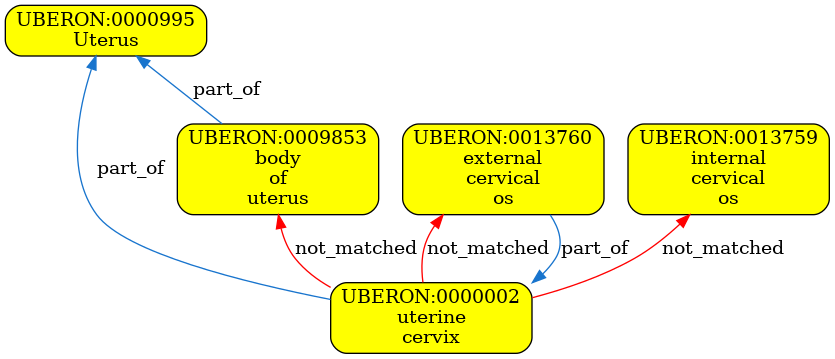 UBERON:0000995
Uterus
part_of
UBERON:0009853
body
of
uterus
UBERON:0013760
external
cervical
os
UBERON:0013759
internal
cervical
os
part_of
not_matched
not_matched
part_of
not_matched
UBERON:0000002
uterine
cervix